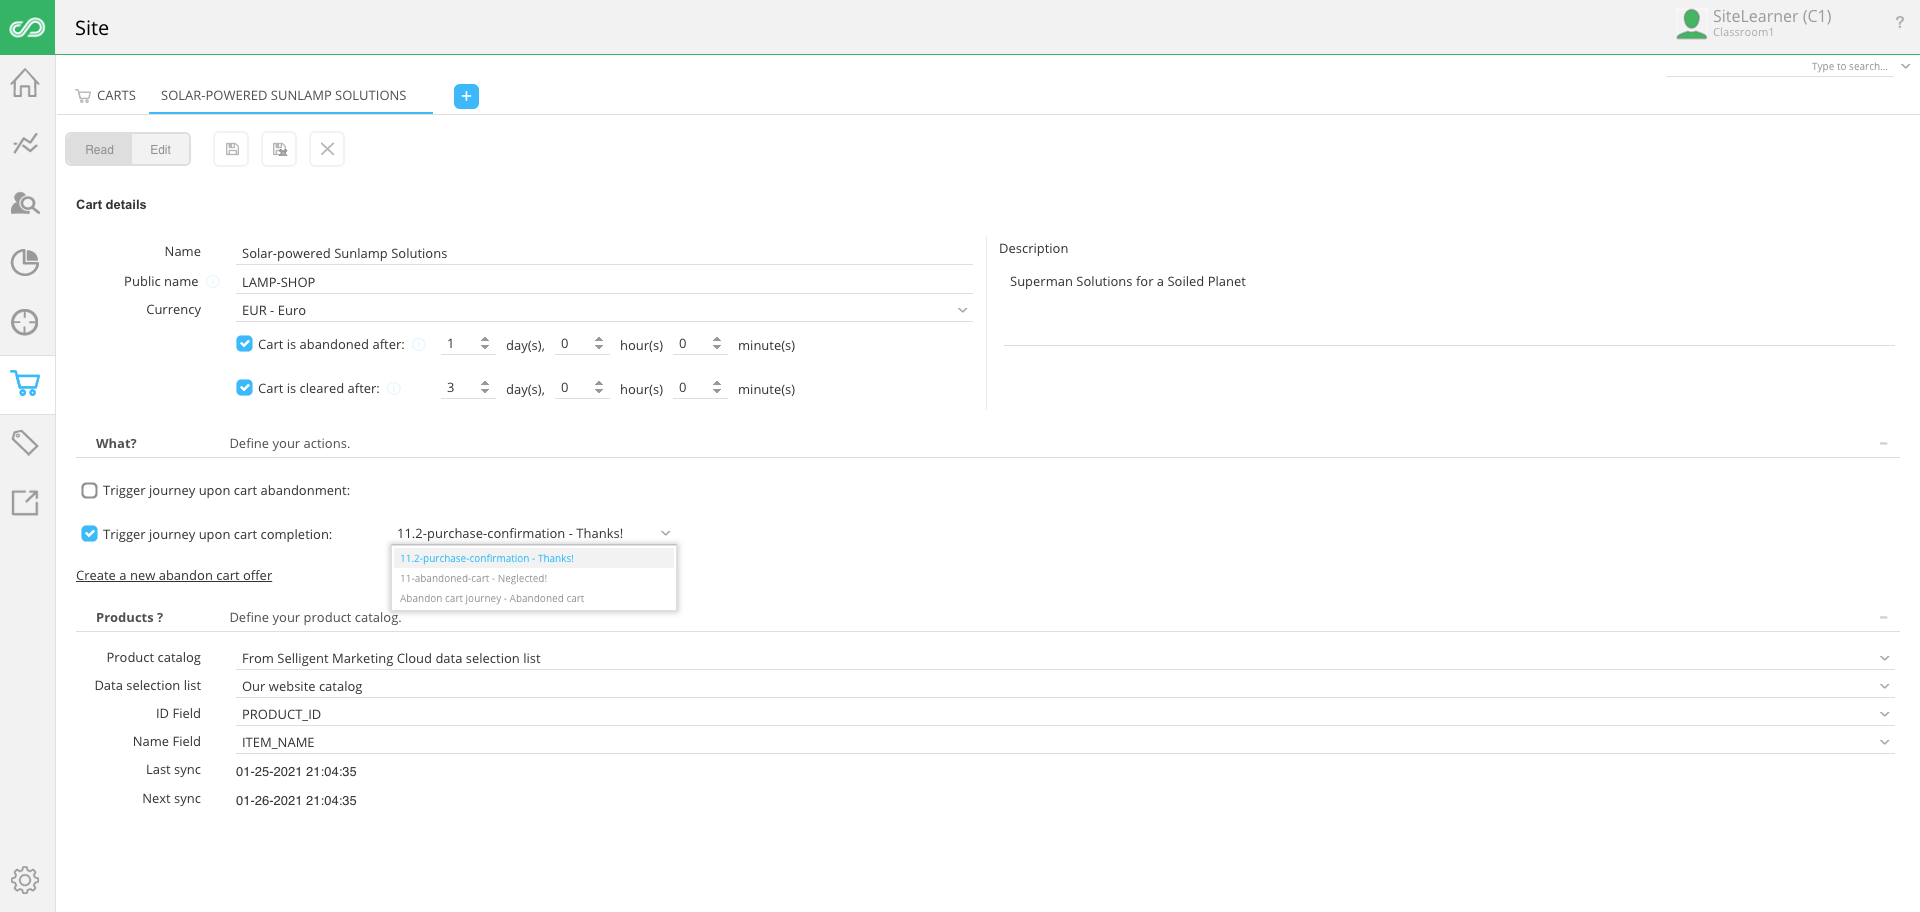 Site
SiteLearner (C1)
Classroom1
?
Type to search...
CARTS
SOLAR-POWERED SUNLAMP SOLUTIONS
+
Read
Edit
Cart details
Name
Solar-powered Sunlamp Solutions
Public name
LAMP-SHOP
Currency
EUR - Euro
Cart is abandoned after: 1 day(s), 0 hour(s) 0 minute(s)
Cart is cleared after: 3 day(s), 0 hour(s) 0 minute(s)
Description
Superman Solutions for a Soiled Planet
What? Define your actions.
Trigger journey upon cart abandonment:
Trigger journey upon cart completion: 11.2-purchase-confirmation - Thanks!
11.2-purchase-confirmation - Thanks!
11-abandoned-cart - Neglected!
Abandon cart journey - Abandoned cart
Create a new abandon cart offer
Products ? Define your product catalog.
Product catalog From Selligent Marketing Cloud data selection list
Data selection list Our website catalog
ID Field PRODUCT_ID
Name Field ITEM_NAME
Last sync 01-25-2021 21:04:35
Next sync 01-26-2021 21:04:35